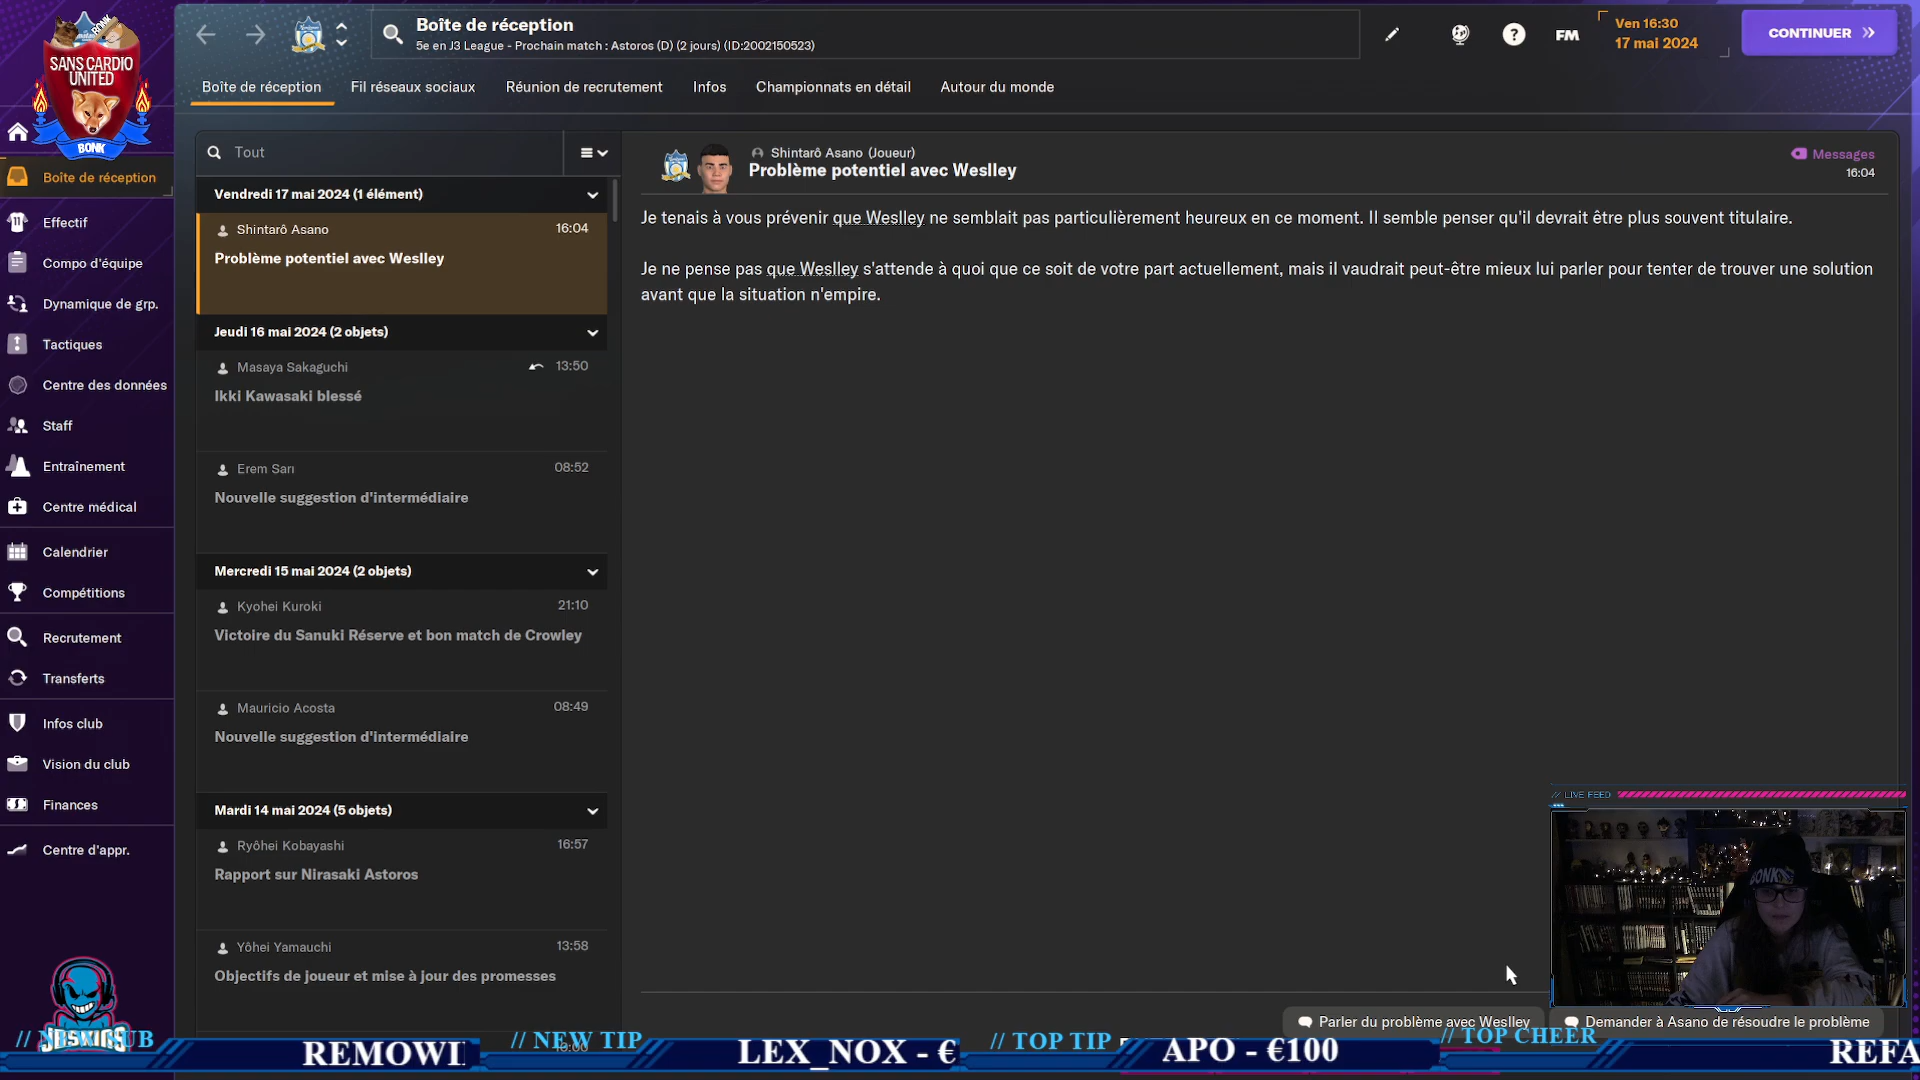 Boîte de réception
5e en J3 League - Prochain match : Astoros (D) (2 jours) (ID:2002150523)
FM
Ven 16:30
17 mai 2024
CONTINUER
SANS CARDIO
UNITED
BONK
Boîte de réception
Fil réseaux sociaux
Réunion de recrutement
Infos
Championnats en détail
Autour du monde
Boîte de réception
Effectif
Compo d'équipe
Dynamique de grp.
Tactiques
Centre des données
Staff
Entraînement
Centre médical
Calendrier
Compétitions
Recrutement
Transferts
Infos club
Vision du club
Finances
Centre d'appr.
Tout
Vendredi 17 mai 2024 (1 élément)
Shintarô Asano 16:04
Problème potentiel avec Weslley
Jeudi 16 mai 2024 (2 objets)
Masaya Sakaguchi 13:50
Ikki Kawasaki blessé
Erem Sarı 08:52
Nouvelle suggestion d'intermédiaire
Mercredi 15 mai 2024 (2 objets)
Kyohei Kuroki 21:10
Victoire du Sanuki Réserve et bon match de Crowley
Mauricio Acosta 08:49
Nouvelle suggestion d'intermédiaire
Mardi 14 mai 2024 (5 objets)
Ryôhei Kobayashi 16:57
Rapport sur Nirasaki Astoros
Yôhei Yamauchi 13:58
Objectifs de joueur et mise à jour des promesses
Shintarô Asano (Joueur)
Problème potentiel avec Weslley
Messages
16:04
Je tenais à vous prévenir que Weslley ne semblait pas particulièrement heureux en ce moment. Il semble penser qu'il devrait être plus souvent titulaire.
Je ne pense pas que Weslley s'attende à quoi que ce soit de votre part actuellement, mais il vaudrait peut-être mieux lui parler pour tenter de trouver une solution
avant que la situation n'empire.
// LIVE FEED
BONK
Parler du problème avec Weslley
Demander à Asano de résoudre le problème
// NEW SUB
REMOWI
// NEW TIP
LEX_NOX - €
// TOP TIP
APO - €100
// TOP CHEER
REFA